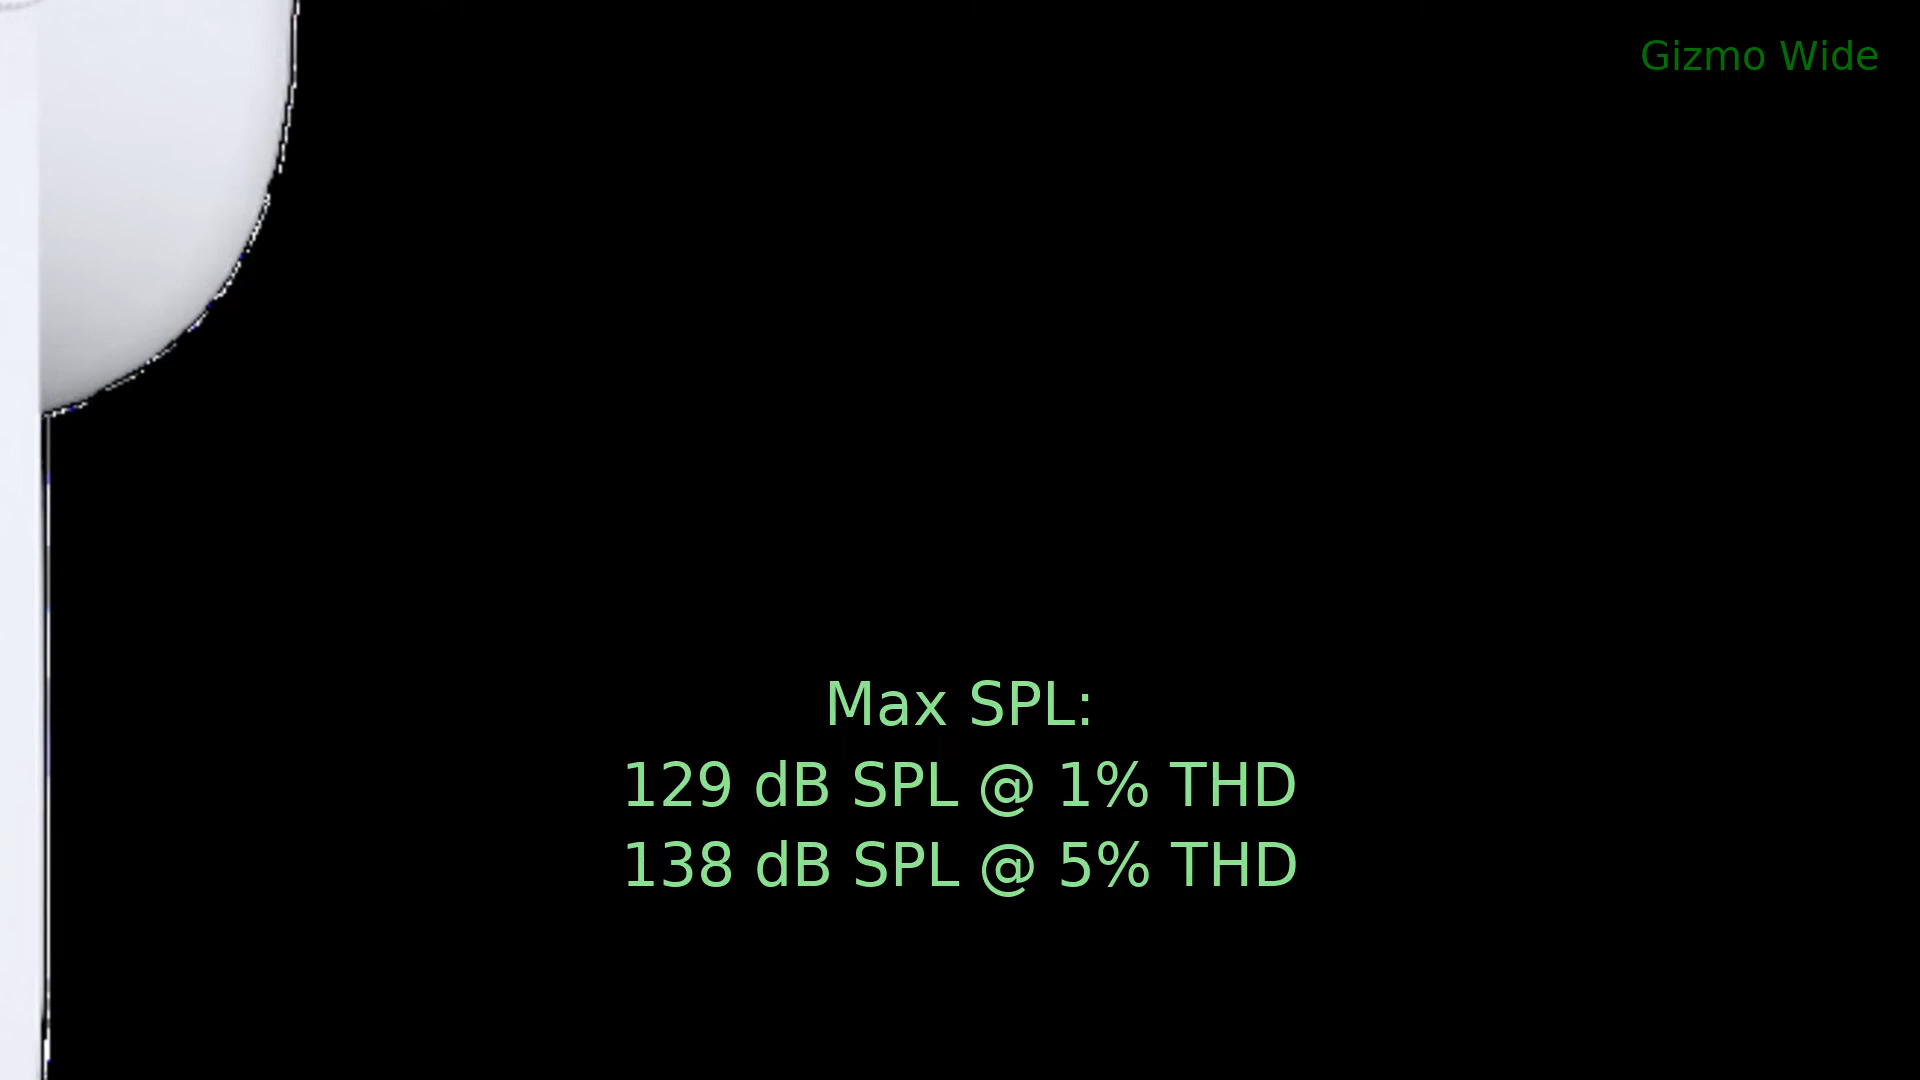 Gizmo Wide
Max SPL:
129 dB SPL @ 1% THD
138 dB SPL @ 5% THD